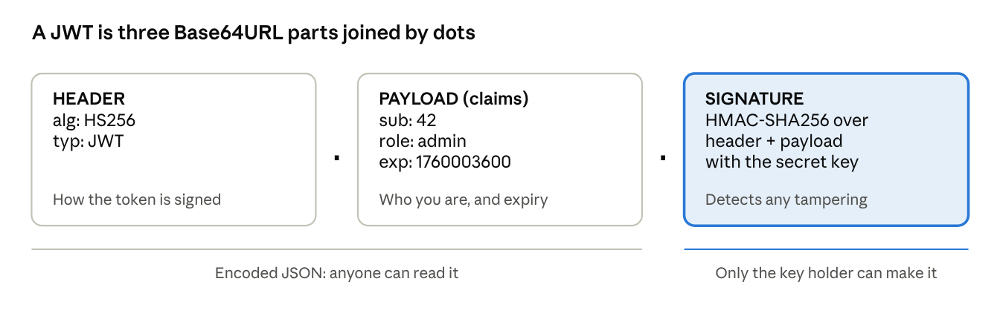 A JWT is three Base64URL parts joined by dots
HEADER
alg: HS256
typ: JWT
How the token is signed
.
PAYLOAD (claims)
sub: 42
role: admin
exp: 1760003600
Who you are, and expiry
.
SIGNATURE
HMAC-SHA256 over
header + payload
with the secret key
Detects any tampering
Encoded JSON: anyone can read it
Only the key holder can make it